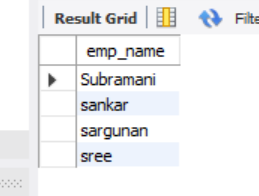 Result Grid Filte
emp_name
Subramani
sankar
sargunan
sree